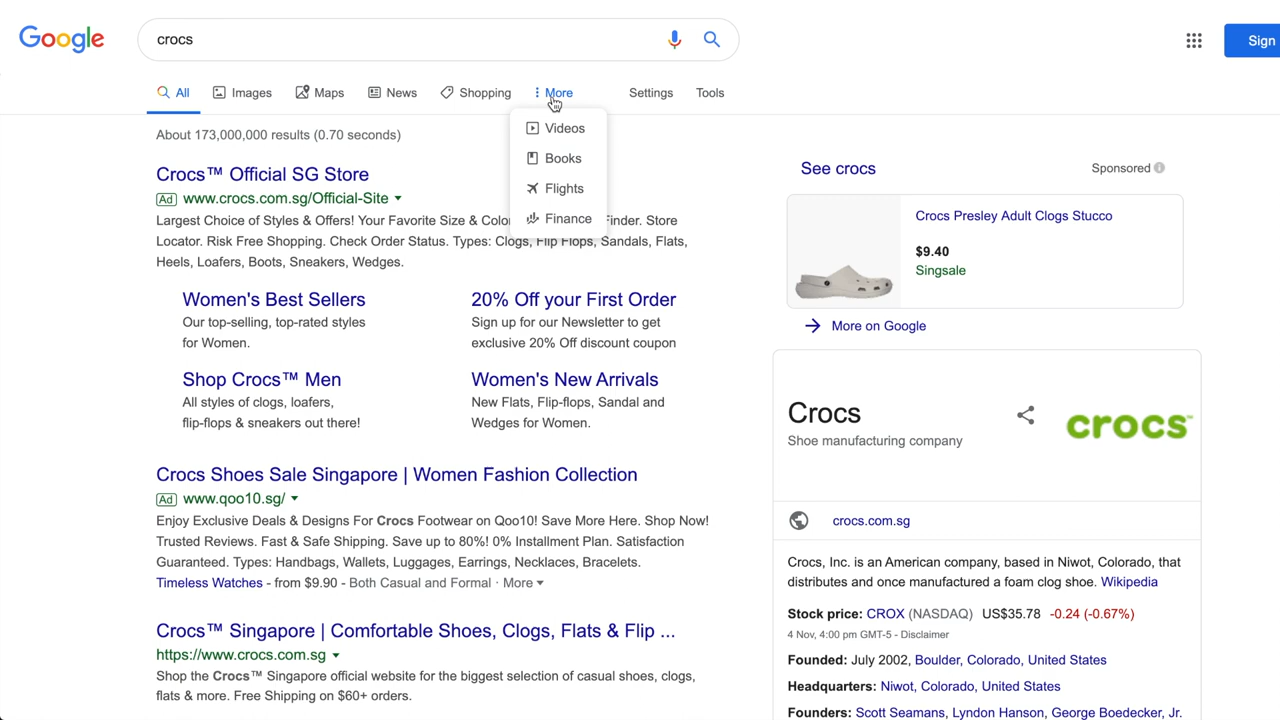 Google
crocs
Sign
All
Images
Maps
News
Shopping
More
Settings
Tools
Videos
Books
Flights
Finance
About 173,000,000 results (0.70 seconds)
Crocs™ Official SG Store
Ad www.crocs.com.sg/Official-Site
Largest Choice of Styles & Offers! Your Favorite Size & Finder. Store
Locator. Risk Free Shopping. Check Order Status. Types: Clogs, Flip Flops, Sandals, Flats,
Heels, Loafers, Boots, Sneakers, Wedges.
Women's Best Sellers
Our top-selling, top-rated styles
for Women.
20% Off your First Order
Sign up for our Newsletter to get
exclusive 20% Off discount coupon
Shop Crocs™ Men
All styles of clogs, loafers,
flip-flops & sneakers out there!
Women's New Arrivals
New Flats, Flip-flops, Sandal and
Wedges for Women.
Crocs Shoes Sale Singapore | Women Fashion Collection
Ad www.qoo10.sg/
Enjoy Exclusive Deals & Designs For Crocs Footwear on Qoo10! Save More Here. Shop Now!
Trusted Reviews. Fast & Safe Shipping. Save up to 80%! 0% Installment Plan. Satisfaction
Guaranteed. Types: Handbags, Wallets, Luggages, Earrings, Necklaces, Bracelets.
Timeless Watches - from $9.90 - Both Casual and Formal · More
Crocs™ Singapore | Comfortable Shoes, Clogs, Flats & Flip ...
https://www.crocs.com.sg
Shop the Crocs™ Singapore official website for the biggest selection of casual shoes, clogs,
flats & more. Free Shipping on $60+ orders.
See crocs
Sponsored
Crocs Presley Adult Clogs Stucco
$9.40
Singsale
More on Google
Crocs
Shoe manufacturing company
crocs™
crocs.com.sg
Crocs, Inc. is an American company, based in Niwot, Colorado, that
distributes and once manufactured a foam clog shoe. Wikipedia
Stock price: CROX (NASDAQ) US$35.78 -0.24 (-0.67%)
4 Nov, 4:00 pm GMT-5 - Disclaimer
Founded: July 2002, Boulder, Colorado, United States
Headquarters: Niwot, Colorado, United States
Founders: Scott Seamans, Lyndon Hanson, George Boedecker, Jr.